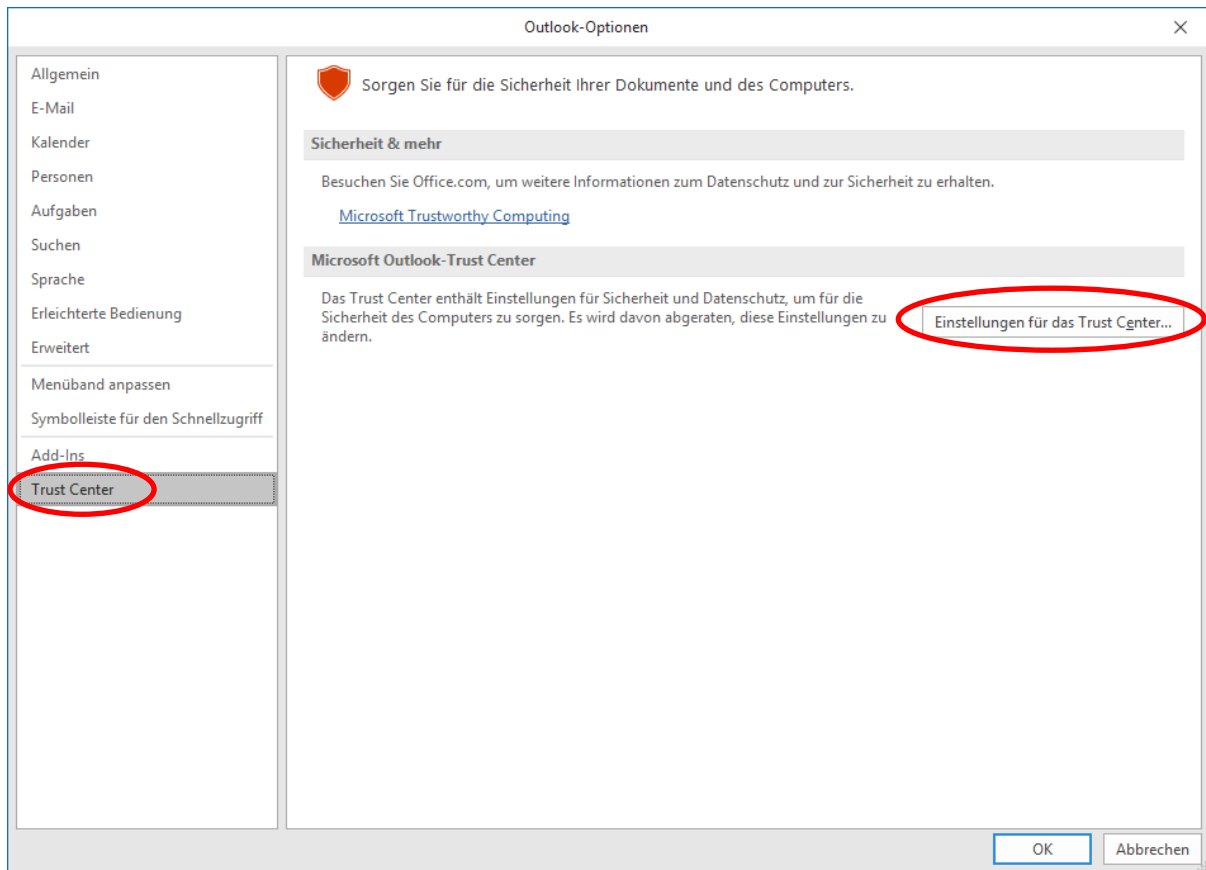 Outlook-Optionen
Allgemein
E-Mail
Kalender
Personen
Aufgaben
Suchen
Sprache
Erleichterte Bedienung
Erweitert
Menüband anpassen
Symbolleiste für den Schnellzugriff
Add-Ins
Trust Center
Sorgen Sie für die Sicherheit Ihrer Dokumente und des Computers.
Sicherheit & mehr
Besuchen Sie Office.com, um weitere Informationen zum Datenschutz und zur Sicherheit zu erhalten.
Microsoft Trustworthy Computing
Microsoft Outlook-Trust Center
Das Trust Center enthält Einstellungen für Sicherheit und Datenschutz, um für die
Sicherheit des Computers zu sorgen. Es wird davon abgeraten, diese Einstellungen zu
ändern.
Einstellungen für das Trust Center...
OK
Abbrechen